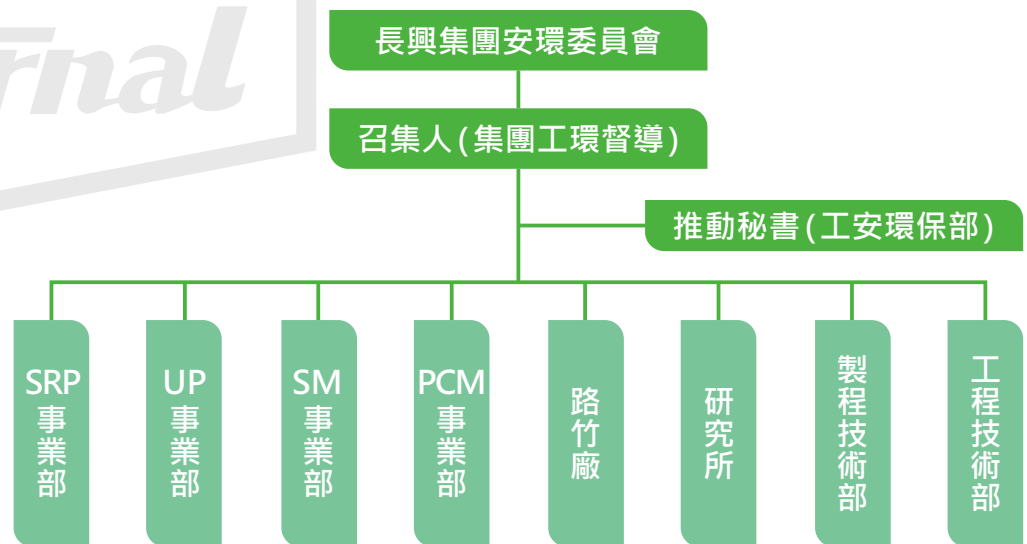 rnal
長興集團安環委員會
召集人(集團工環督導)
推動秘書(工安環保部)
SRP事業部
UP事業部
SM事業部
PCM事業部
路竹廠
研究所
製程技術部
工程技術部